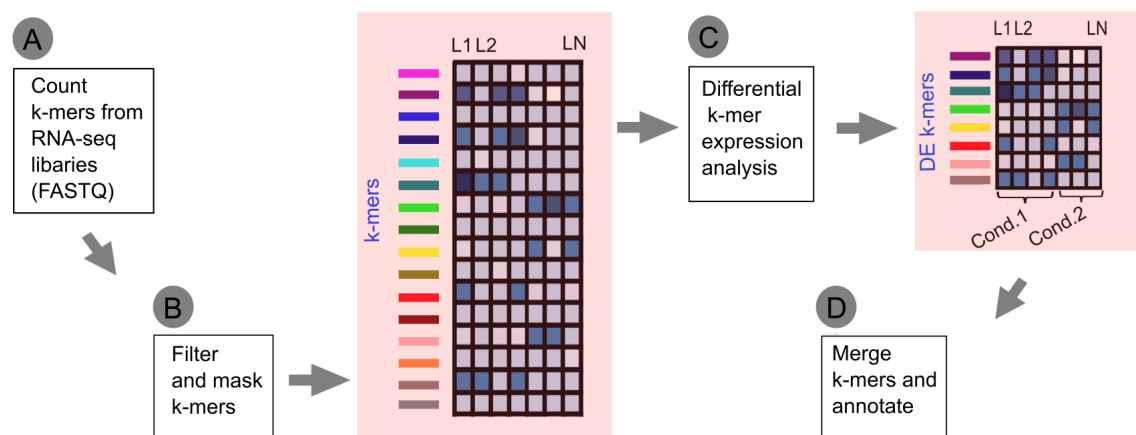 A
Count
k-mers from
RNA-seq
libaries
(FASTQ)
B
Filter
and mask
k-mers
L1 L2 LN
k-mers
C
Differential
k-mer
expression
analysis
L1 L2 LN
DE k-mers
Cond.1 Cond.2
D
Merge
k-mers and
annotate